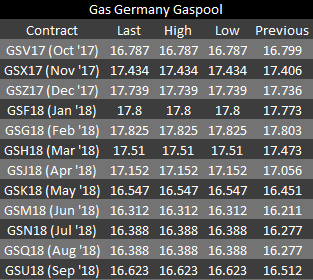 Gas Germany Gaspool
Contract Last High Low Previous
GSV17 (Oct '17) 16.787 16.787 16.787 16.799
GSX17 (Nov '17) 17.434 17.434 17.434 17.406
GSZ17 (Dec '17) 17.739 17.739 17.739 17.736
GSF18 (Jan '18) 17.8 17.8 17.8 17.773
GSG18 (Feb '18) 17.825 17.825 17.825 17.803
GSH18 (Mar '18) 17.51 17.51 17.51 17.473
GSJ18 (Apr '18) 17.152 17.152 17.152 17.056
GSK18 (May '18) 16.547 16.547 16.547 16.451
GSM18 (Jun '18) 16.312 16.312 16.312 16.211
GSN18 (Jul '18) 16.388 16.388 16.388 16.277
GSQ18 (Aug '18) 16.388 16.388 16.388 16.277
GSU18 (Sep '18) 16.623 16.623 16.623 16.512